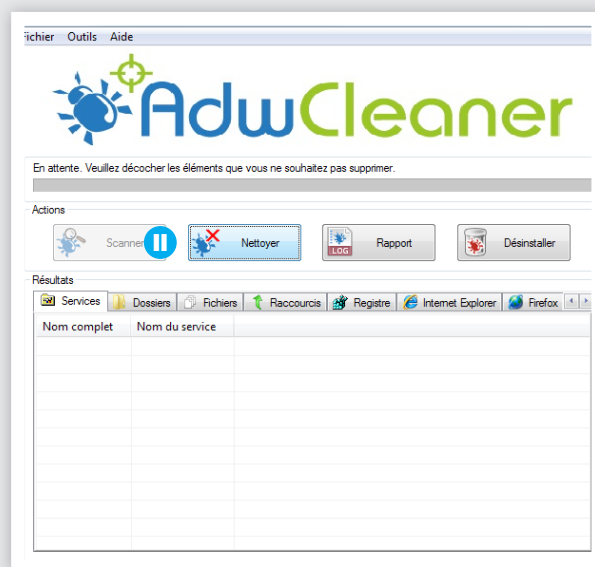 Fichier Outils Aide
AdwCleaner
En attente. Veuillez décocher les éléments que vous ne souhaitez pas supprimer.
Actions
Scanner Nettoyer LOG Rapport Désinstaller
Résultats
Services Dossiers Fichiers Raccourcis Registre Internet Explorer Firefox
Nom complet Nom du service